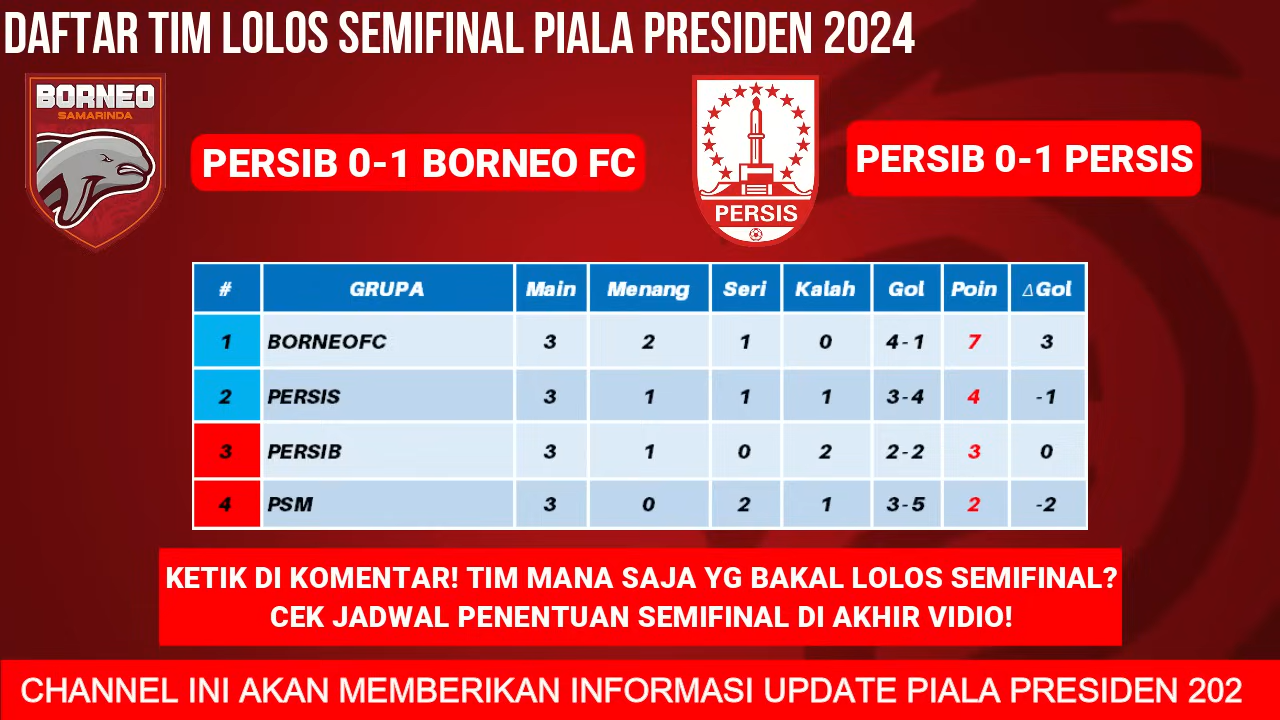 DAFTAR TIM LOLOS SEMIFINAL PIALA PRESIDEN 2024
BORNEO
SAMARINDA
PERSIB 0-1 BORNEO FC
PERSIS
PERSIB 0-1 PERSIS
# GRUPA Main Menang Seri Kalah Gol Poin △Gol
1 BORNEOFC 3 2 1 0 4-1 7 3
2 PERSIS 3 1 1 1 3-4 4 -1
3 PERSIB 3 1 0 2 2-2 3 0
4 PSM 3 0 2 1 3-5 2 -2
KETIK DI KOMENTAR! TIM MANA SAJA YG BAKAL LOLOS SEMIFINAL?
CEK JADWAL PENENTUAN SEMIFINAL DI AKHIR VIDIO!
CHANNEL INI AKAN MEMBERIKAN INFORMASI UPDATE PIALA PRESIDEN 202